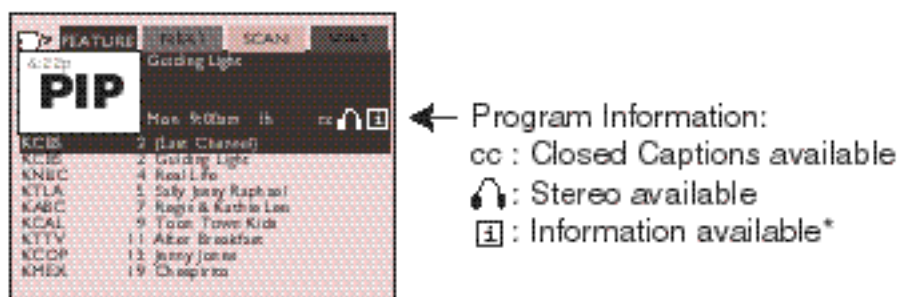 FEATURE SCAN
6:22p Guiding Light
PIP
Mon 9:00am 1h cc i
KCBS 2 (Last Channel)
KCBS 2 Guiding Light
KNBC 4 Real Life
KTLA 5 Sally Jessy Raphael
KABC 7 Regis & Kathie Lee
KCAL 9 Toon Town Kids
KTTV 11 After Breakfast
KCOP 13 Jenny Jones
KMEX 19 Chespirito
Program Information:
cc : Closed Captions available
: Stereo available
i : Information available*